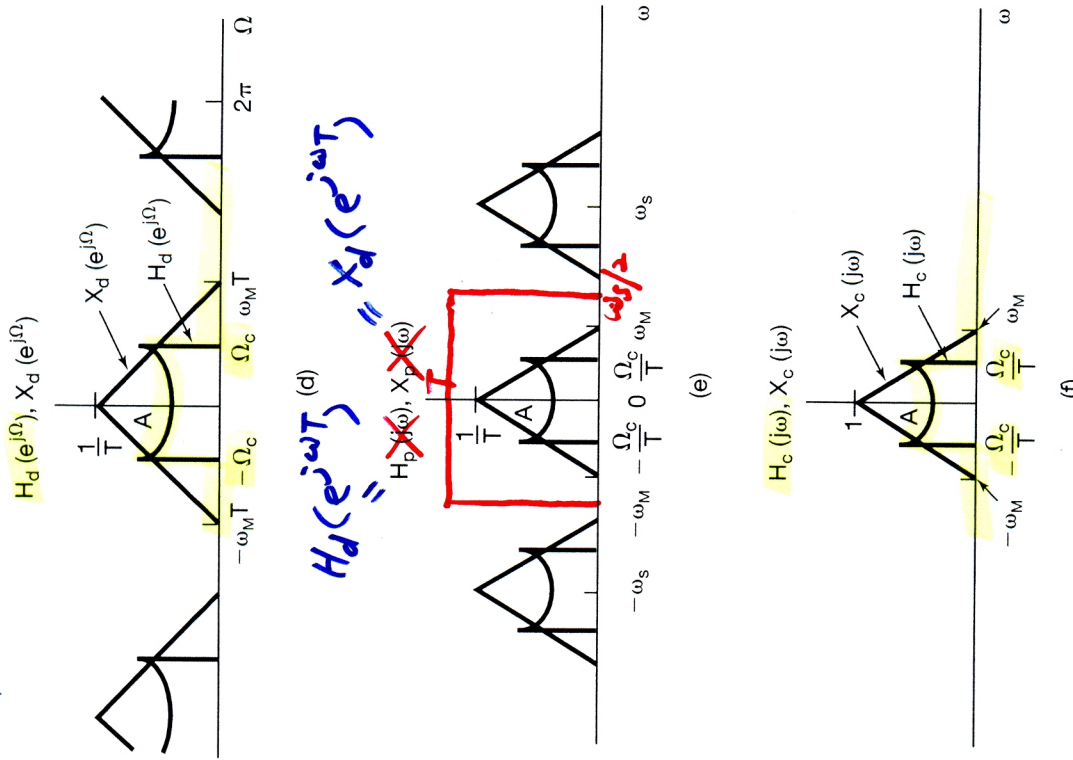 H_d (e^{jΩ}), X_d (e^{jΩ})
X_d (e^{jΩ})
H_d (e^{jΩ})
1/T
A
-ω_M T
-Ω_c
Ω_c
ω_M T
2π
Ω
(d)
H_d(e^{jωT})
=
= X_d(e^{jωT})
H_p(jω), X_p(jω)
T
1/T
A
-ω_s
-ω_M
-Ω_c/T
0
Ω_c/T
ω_M
ωs/2
ω_s
ω
(e)
H_c (jω), X_c (jω)
X_c (jω)
H_c (jω)
1
A
-ω_M
-Ω_c/T
Ω_c/T
ω_M
ω
(f)